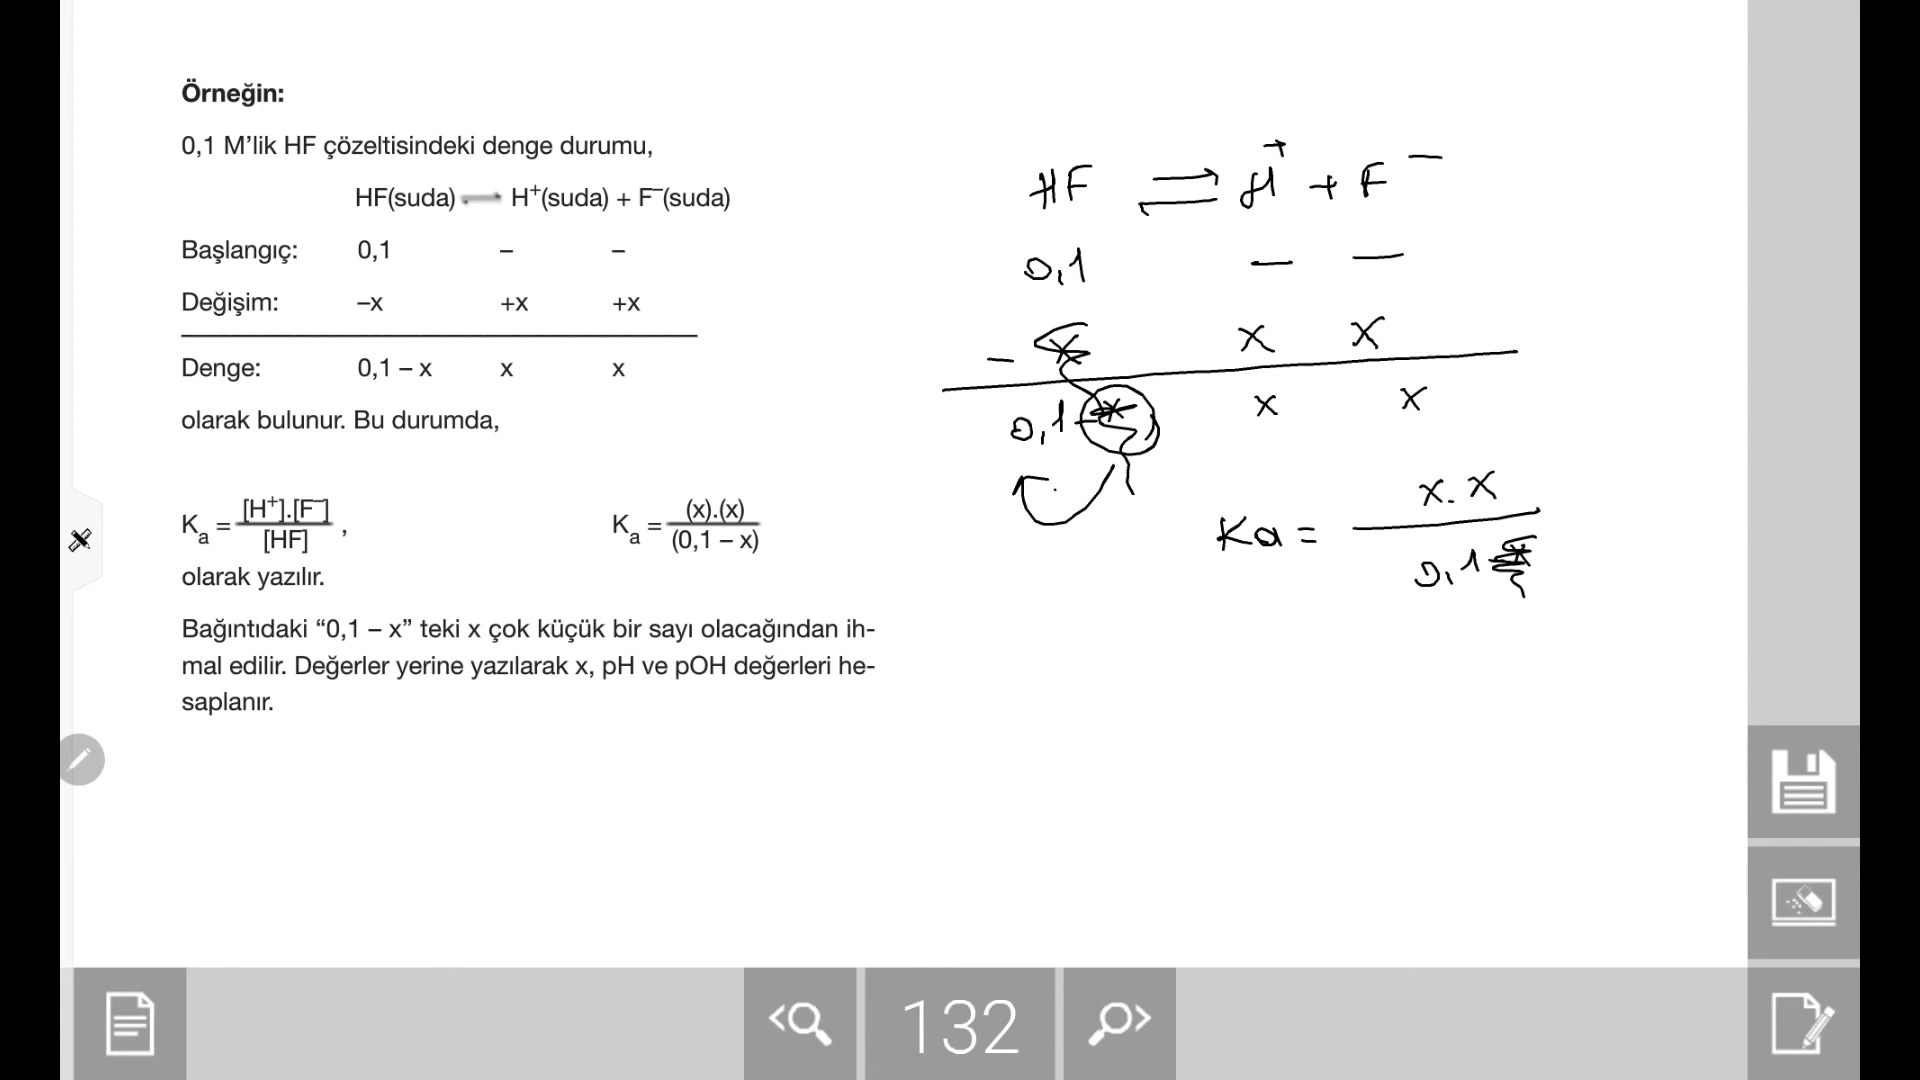 Örneğin:
0,1 M’lik HF çözeltisindeki denge durumu,
HF(suda) ⇌ H⁺(suda) + F⁻(suda)
Başlangıç: 0,1 – –
Değişim: –x +x +x
Denge: 0,1 – x x x
olarak bulunur. Bu durumda,
Kₐ = [H⁺].[F⁻] / [HF] , Kₐ = (x).(x) / (0,1 – x)
olarak yazılır.
Bağıntıdaki “0,1 – x” teki x çok küçük bir sayı olacağından ih-
mal edilir. Değerler yerine yazılarak x, pH ve pOH değerleri he-
saplanır.
HF ⇌ H⁺ + F⁻
0,1 — —
– x x x
0,1 – x x x
Ka = x . x / 0,1
132